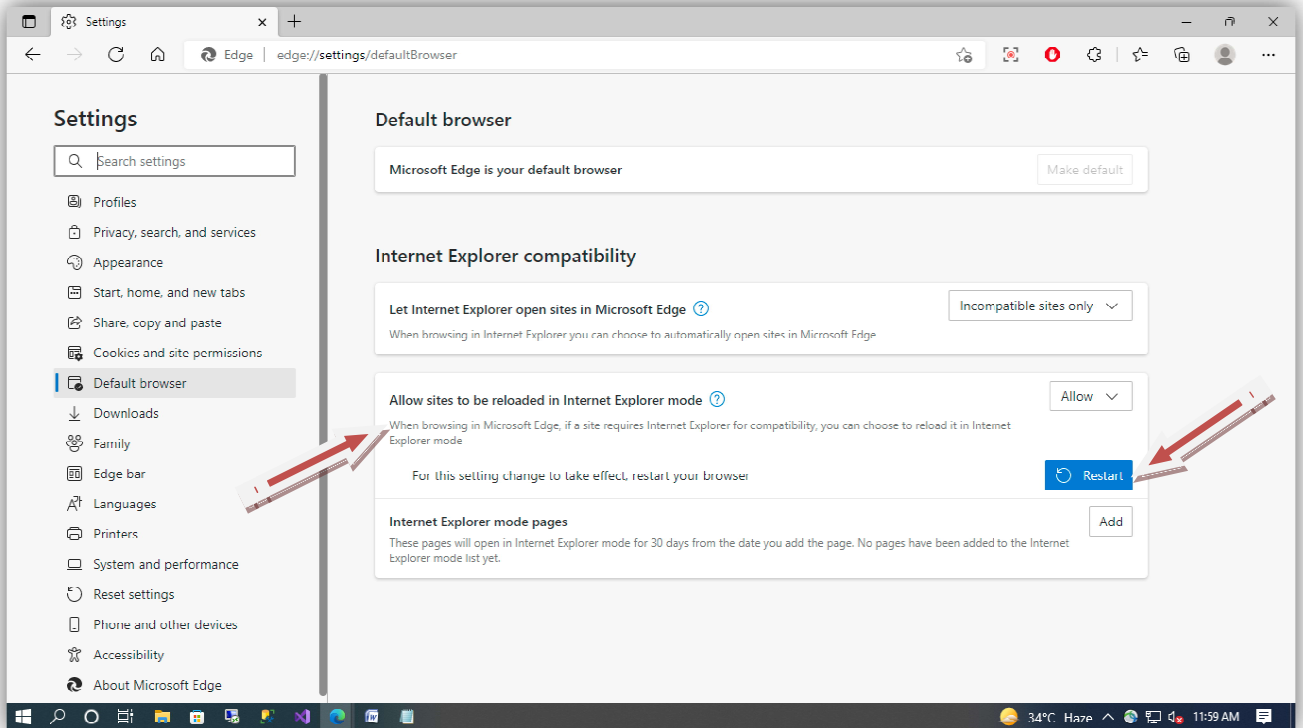 Settings
Edge
edge://settings/defaultBrowser
Settings
Search settings
Profiles
Privacy, search, and services
Appearance
Start, home, and new tabs
Share, copy and paste
Cookies and site permissions
Default browser
Downloads
Family
Edge bar
Languages
Printers
System and performance
Reset settings
Phone and other devices
Accessibility
About Microsoft Edge
Default browser
Microsoft Edge is your default browser
Make default
Internet Explorer compatibility
Let Internet Explorer open sites in Microsoft Edge
Incompatible sites only
When browsing in Internet Explorer you can choose to automatically open sites in Microsoft Edge
Allow sites to be reloaded in Internet Explorer mode
Allow
When browsing in Microsoft Edge, if a site requires Internet Explorer for compatibility, you can choose to reload it in Internet
Explorer mode
For this setting change to take effect, restart your browser
Restart
Internet Explorer mode pages
Add
These pages will open in Internet Explorer mode for 30 days from the date you add the page. No pages have been added to the Internet
Explorer mode list yet.
34°C Haze
11:59 AM